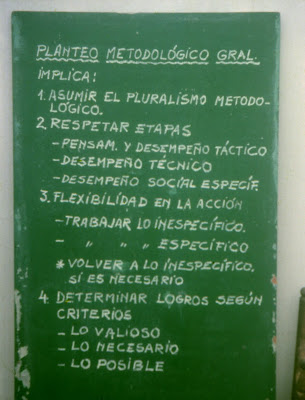 PLANTEO METODOLÓGICO GRAL.
IMPLICA:
1. ASUMIR EL PLURALISMO METODO-
LÓGICO.
2. RESPETAR ETAPAS
- PENSAM. Y DESEMPEÑO TÁCTICO
- DESEMPEÑO TÉCNICO
- DESEMPEÑO SOCIAL ESPECÍF.
3. FLEXIBILIDAD EN LA ACCIÓN
- TRABAJAR LO INESPECÍFICO.
- " " " ESPECÍFICO
* VOLVER A LO INESPECÍFICO.
SÍ ES NECESARIO
4. DETERMINAR LOGROS SEGÚN
CRITERIOS
- LO VALIOSO
- LO NECESARIO
- LO POSIBLE